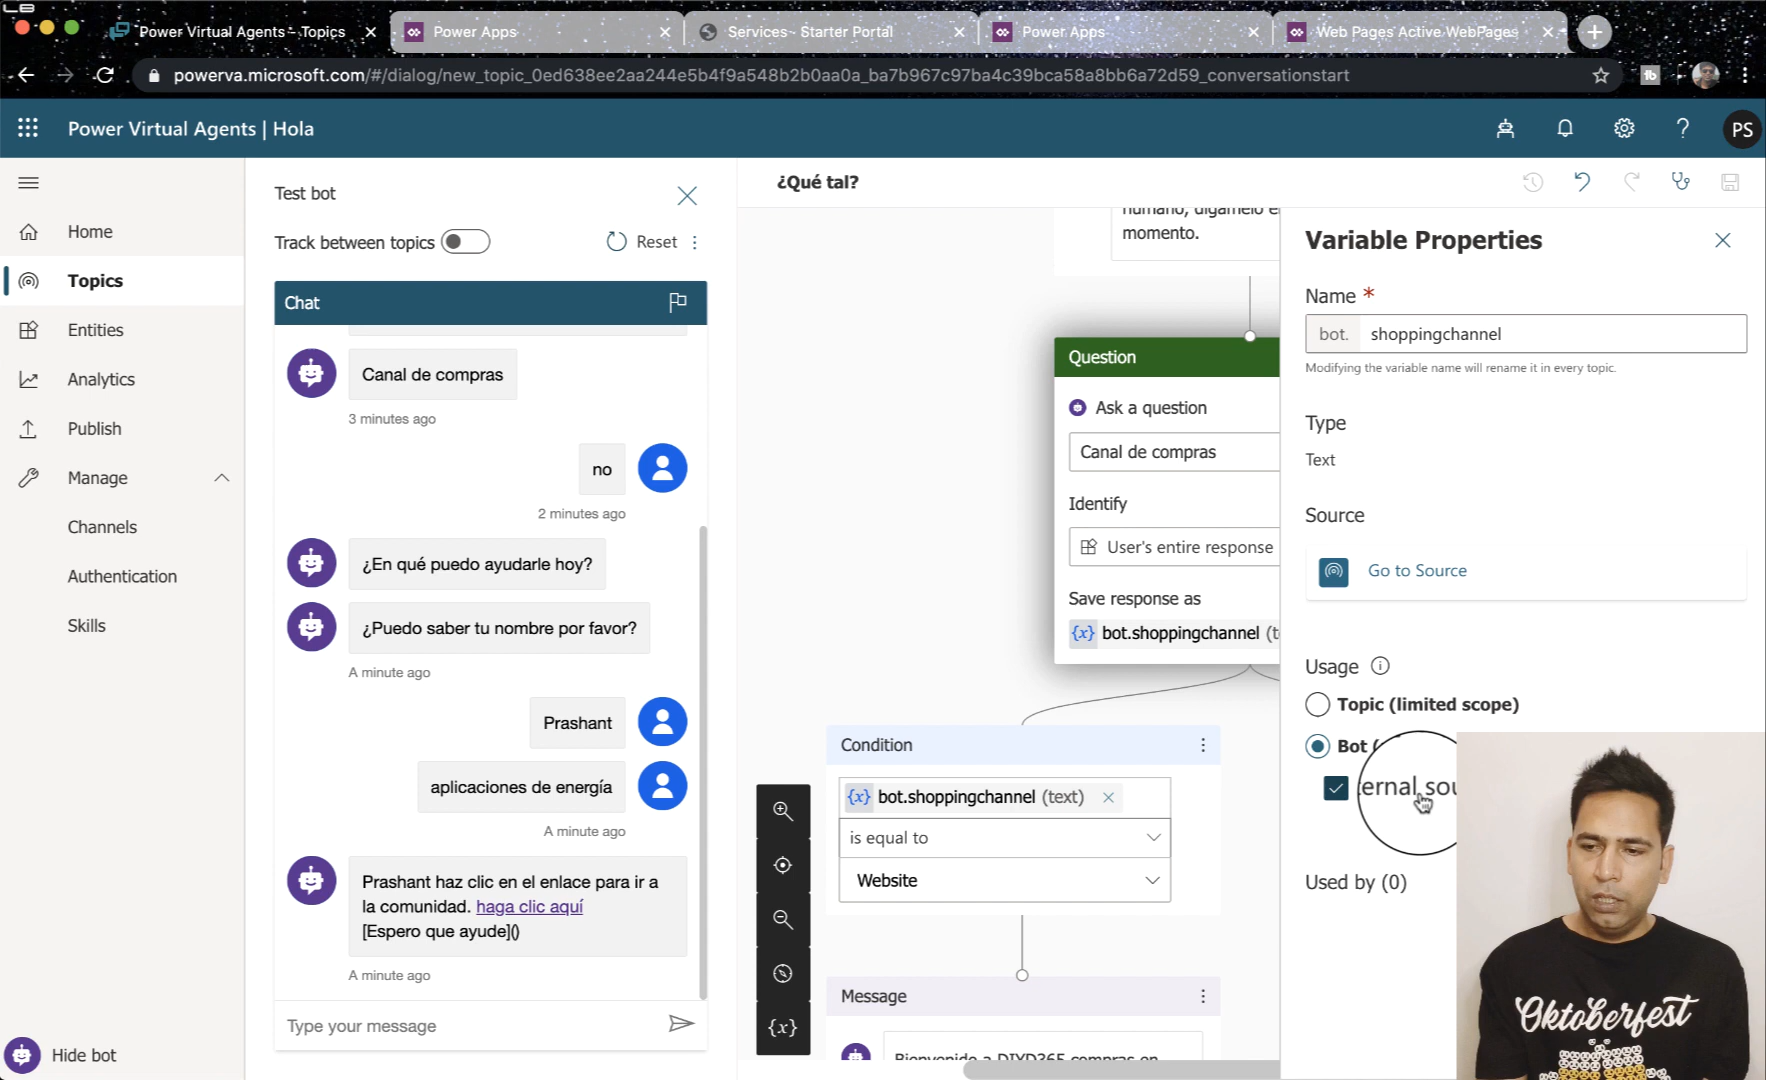 Power Virtual Agents - Topics
Power Apps
Services - Starter Portal
Power Apps
Web Pages Active WebPages
powerva.microsoft.com/#/dialog/new_topic_0ed638ee2aa244e5b4f9a548b2b0aa0a_ba7b967c97ba4c39bca58a8bb6a72d59_conversationstart
Power Virtual Agents | Hola
PS
Home
Topics
Entities
Analytics
Publish
Manage
Channels
Authentication
Skills
Hide bot
Test bot
Track between topics
Reset
Chat
Canal de compras
3 minutes ago
no
2 minutes ago
¿En qué puedo ayudarle hoy?
¿Puedo saber tu nombre por favor?
A minute ago
Prashant
aplicaciones de energía
A minute ago
Prashant haz clic en el enlace para ir a
la comunidad. haga clic aquí
[Espero que ayude]()
A minute ago
Type your message
¿Qué tal?
humano, dígamelo e
momento.
Question
Ask a question
Canal de compras
Identify
User's entire response
Save response as
{x} bot.shoppingchannel
Condition
{x} bot.shoppingchannel (text)
is equal to
Website
Message
Bienvenido a DIYD365 compras en
{x}
Variable Properties
Name *
bot. shoppingchannel
Modifying the variable name will rename it in every topic.
Type
Text
Source
Go to Source
Usage
Topic (limited scope)
Bot
Used by (0)
Oktoberfest